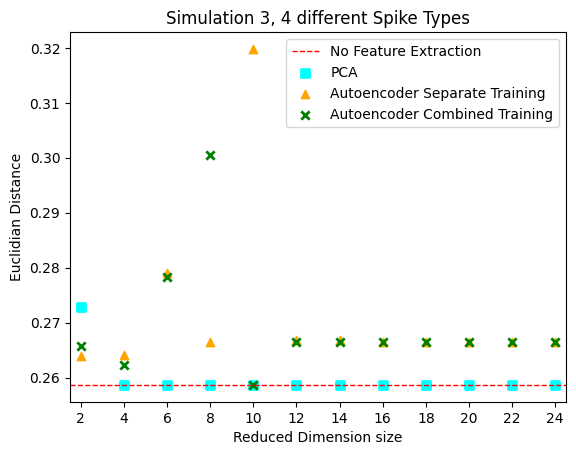 Simulation 3, 4 different Spike Types
No Feature Extraction
PCA
Autoencoder Separate Training
Autoencoder Combined Training
Euclidian Distance
0.32
0.31
0.30
0.29
0.28
0.27
0.26
2 4 6 8 10 12 14 16 18 20 22 24
Reduced Dimension size